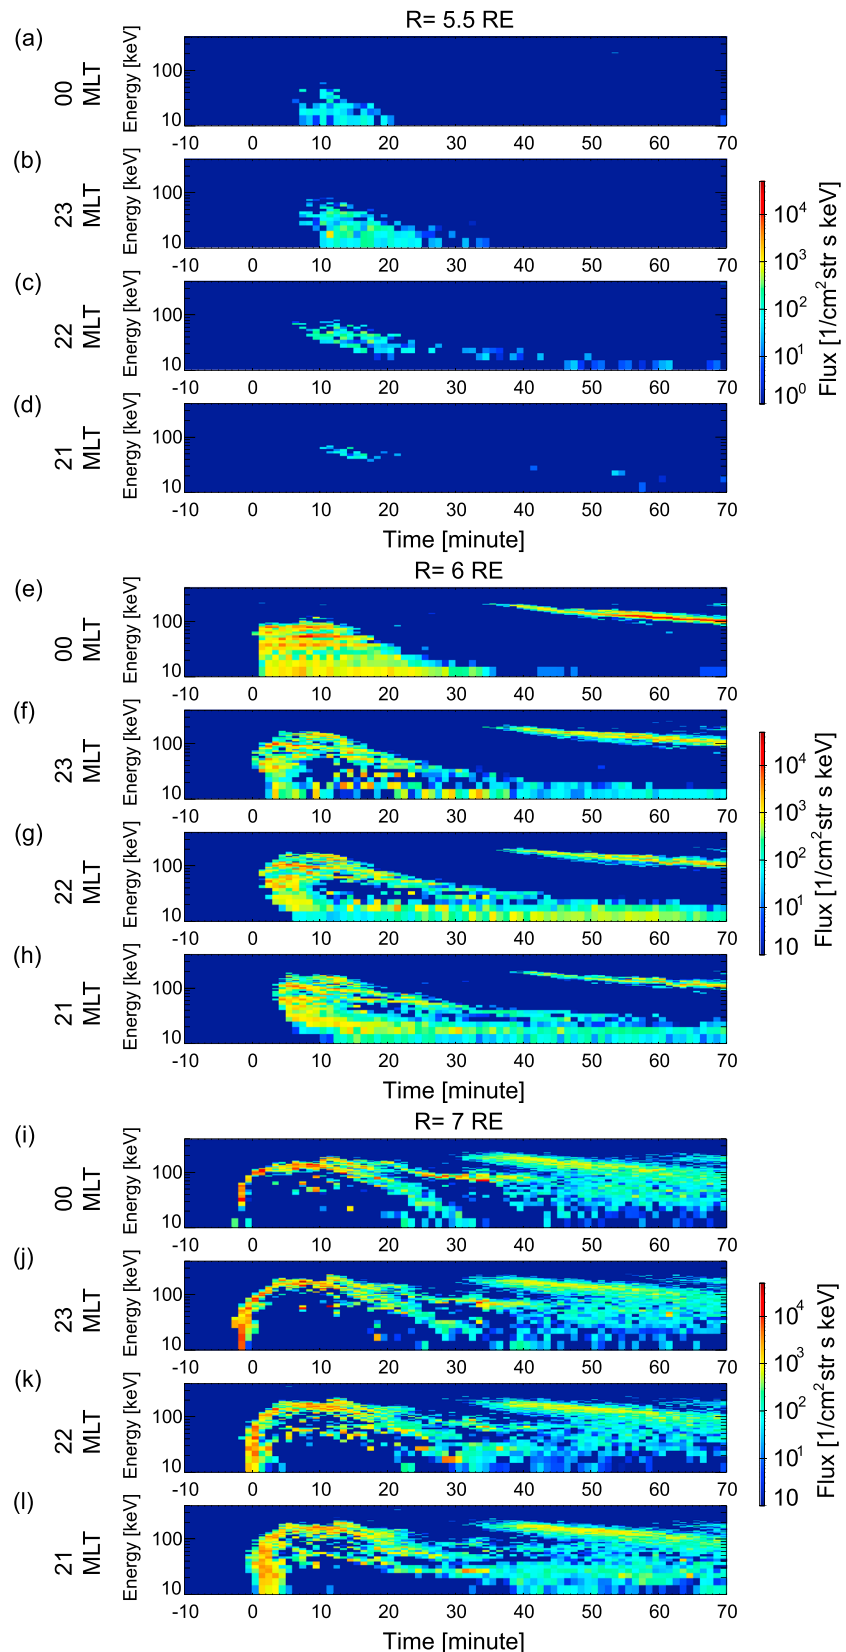 R= 5.5 RE
(a)
00 MLT
Energy [keV]
100
10
-10 0 10 20 30 40 50 60 70
(b)
23 MLT
Energy [keV]
100
10
-10 0 10 20 30 40 50 60 70
(c)
22 MLT
Energy [keV]
100
10
-10 0 10 20 30 40 50 60 70
(d)
21 MLT
Energy [keV]
100
10
-10 0 10 20 30 40 50 60 70
Time [minute]
10^4
10^3
10^2
10^1
10^0
Flux [1/cm^2 str s keV]
R= 6 RE
(e)
00 MLT
Energy [keV]
100
10
-10 0 10 20 30 40 50 60 70
(f)
23 MLT
Energy [keV]
100
10
-10 0 10 20 30 40 50 60 70
(g)
22 MLT
Energy [keV]
100
10
-10 0 10 20 30 40 50 60 70
(h)
21 MLT
Energy [keV]
100
10
-10 0 10 20 30 40 50 60 70
Time [minute]
10^4
10^3
10^2
10^1
10
Flux [1/cm^2 str s keV]
R= 7 RE
(i)
00 MLT
Energy [keV]
100
10
-10 0 10 20 30 40 50 60 70
(j)
23 MLT
Energy [keV]
100
10
-10 0 10 20 30 40 50 60 70
(k)
22 MLT
Energy [keV]
100
10
-10 0 10 20 30 40 50 60 70
(l)
21 MLT
Energy [keV]
100
10
-10 0 10 20 30 40 50 60 70
Time [minute]
10^4
10^3
10^2
10^1
10
Flux [1/cm^2 str s keV]